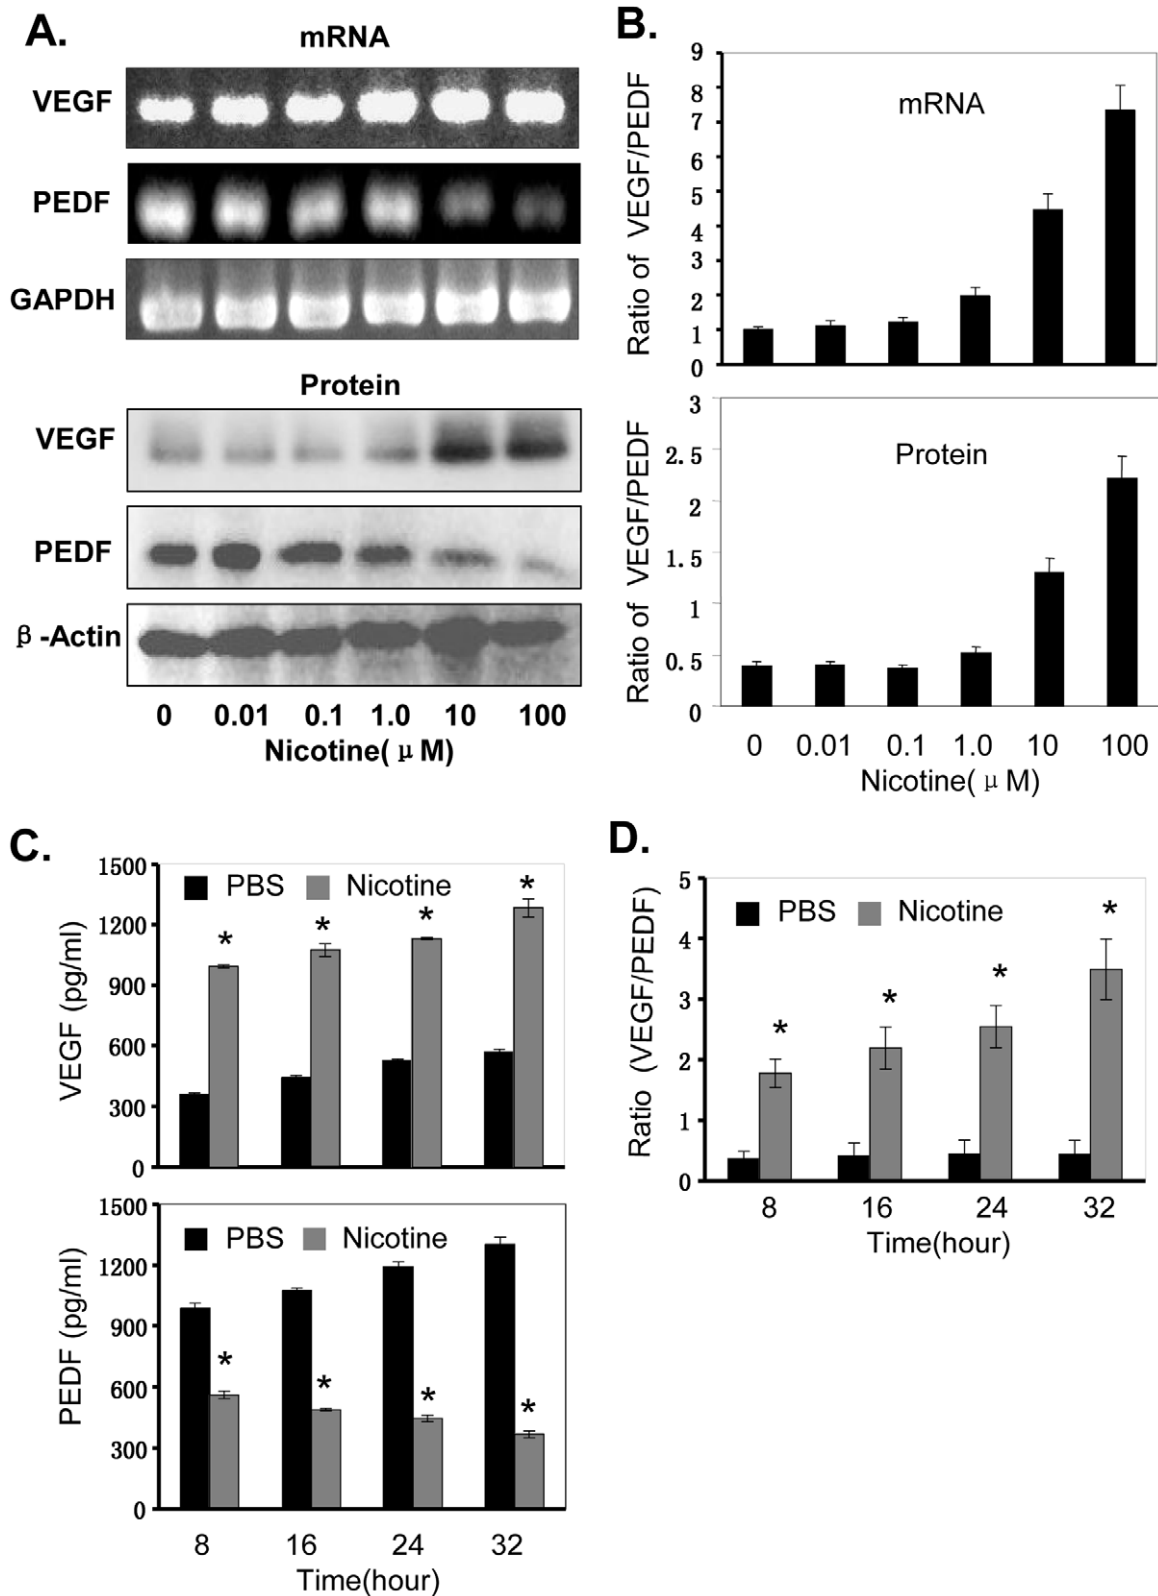 A.
mRNA
VEGF
PEDF
GAPDH
Protein
VEGF
PEDF
β-Actin
0 0.01 0.1 1.0 10 100
Nicotine( μ M)
B.
Ratio of VEGF/PEDF
9
8
7
6
5
4
3
2
1
0
mRNA
Ratio of VEGF/PEDF
3
2.5
2
1.5
1
0.5
0
Protein
0 0.01 0.1 1.0 10 100
Nicotine( μ M)
C.
VEGF (pg/ml)
1500
1200
900
600
300
0
PBS Nicotine
* * * *
PEDF (pg/ml)
1500
1200
900
600
300
0
PBS Nicotine
* * * *
8 16 24 32
Time(hour)
D.
Ratio (VEGF/PEDF)
5
4
3
2
1
0
PBS Nicotine
* * * *
8 16 24 32
Time(hour)